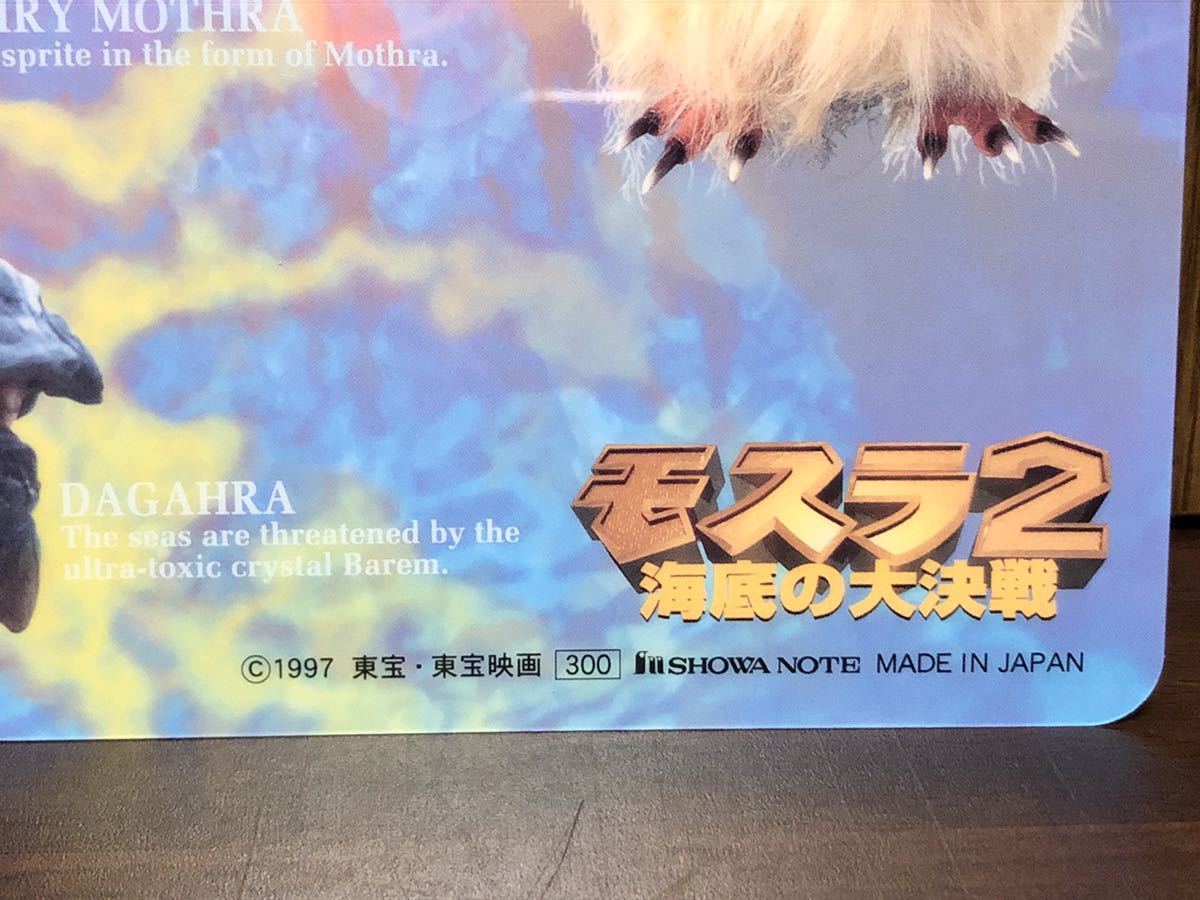 IRY MOTHRA
sprite in the form of Mothra.
DAGAHRA
The seas are threatened by the
ultra-toxic crystal Barem.
モスラ2
海底の大決戦
©1997 東宝・東宝映画 300 SHOWA NOTE MADE IN JAPAN